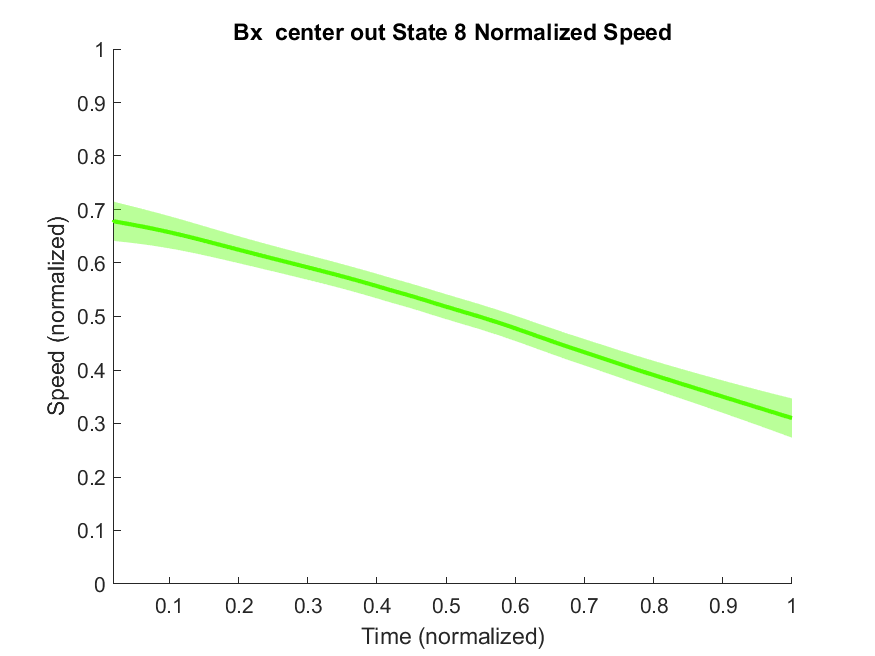 Bx  center out State 8 Normalized Speed
1
0.9
0.8
0.7
0.6
0.5
0.4
0.3
0.2
0.1
0
Speed (normalized)
0.1 0.2 0.3 0.4 0.5 0.6 0.7 0.8 0.9 1
Time (normalized)